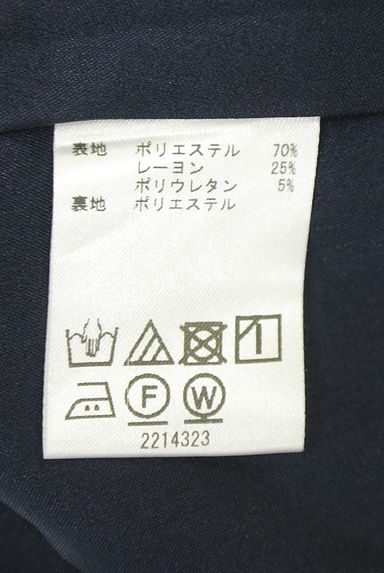 表地 ポリエステル 70%
レーヨン 25%
ポリウレタン 5%
裏地 ポリエステル
F W
2214323